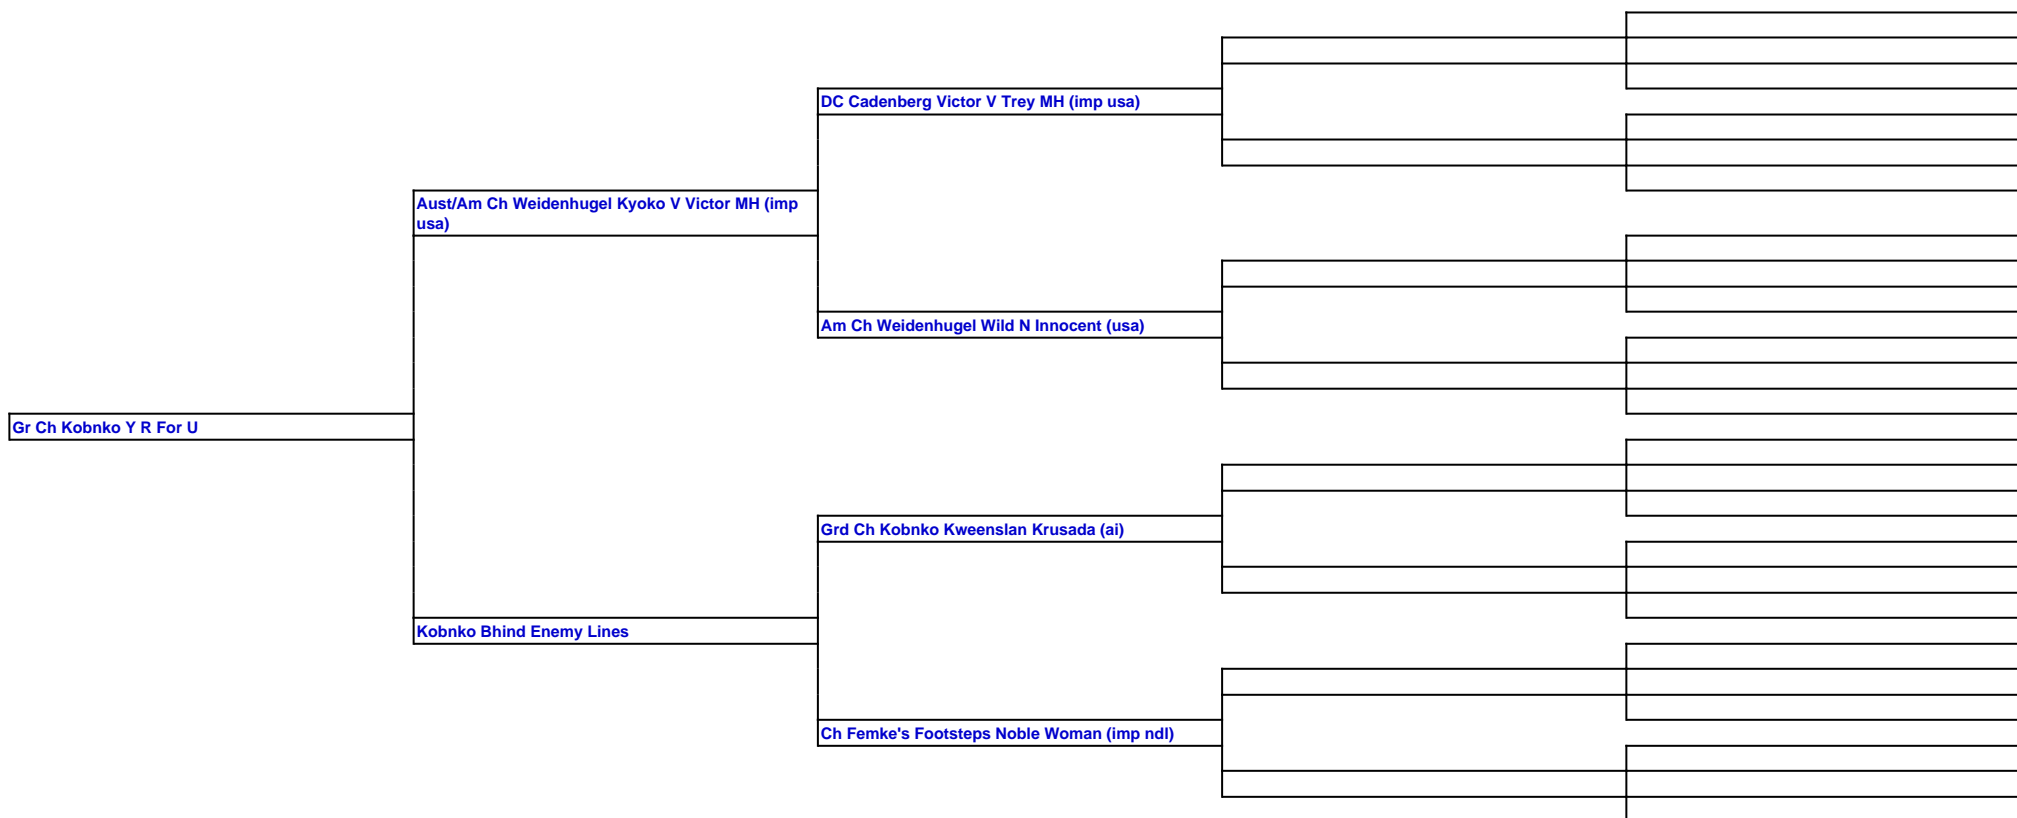 DC Cadenberg Victor V Trey MH (imp usa)
Aust/Am Ch Weidenhugel Kyoko V Victor MH (imp
usa)
Am Ch Weidenhugel Wild N Innocent (usa)
Gr Ch Kobnko Y R For U
Grd Ch Kobnko Kweenslan Krusada (ai)
Kobnko Bhind Enemy Lines
Ch Femke's Footsteps Noble Woman (imp ndl)